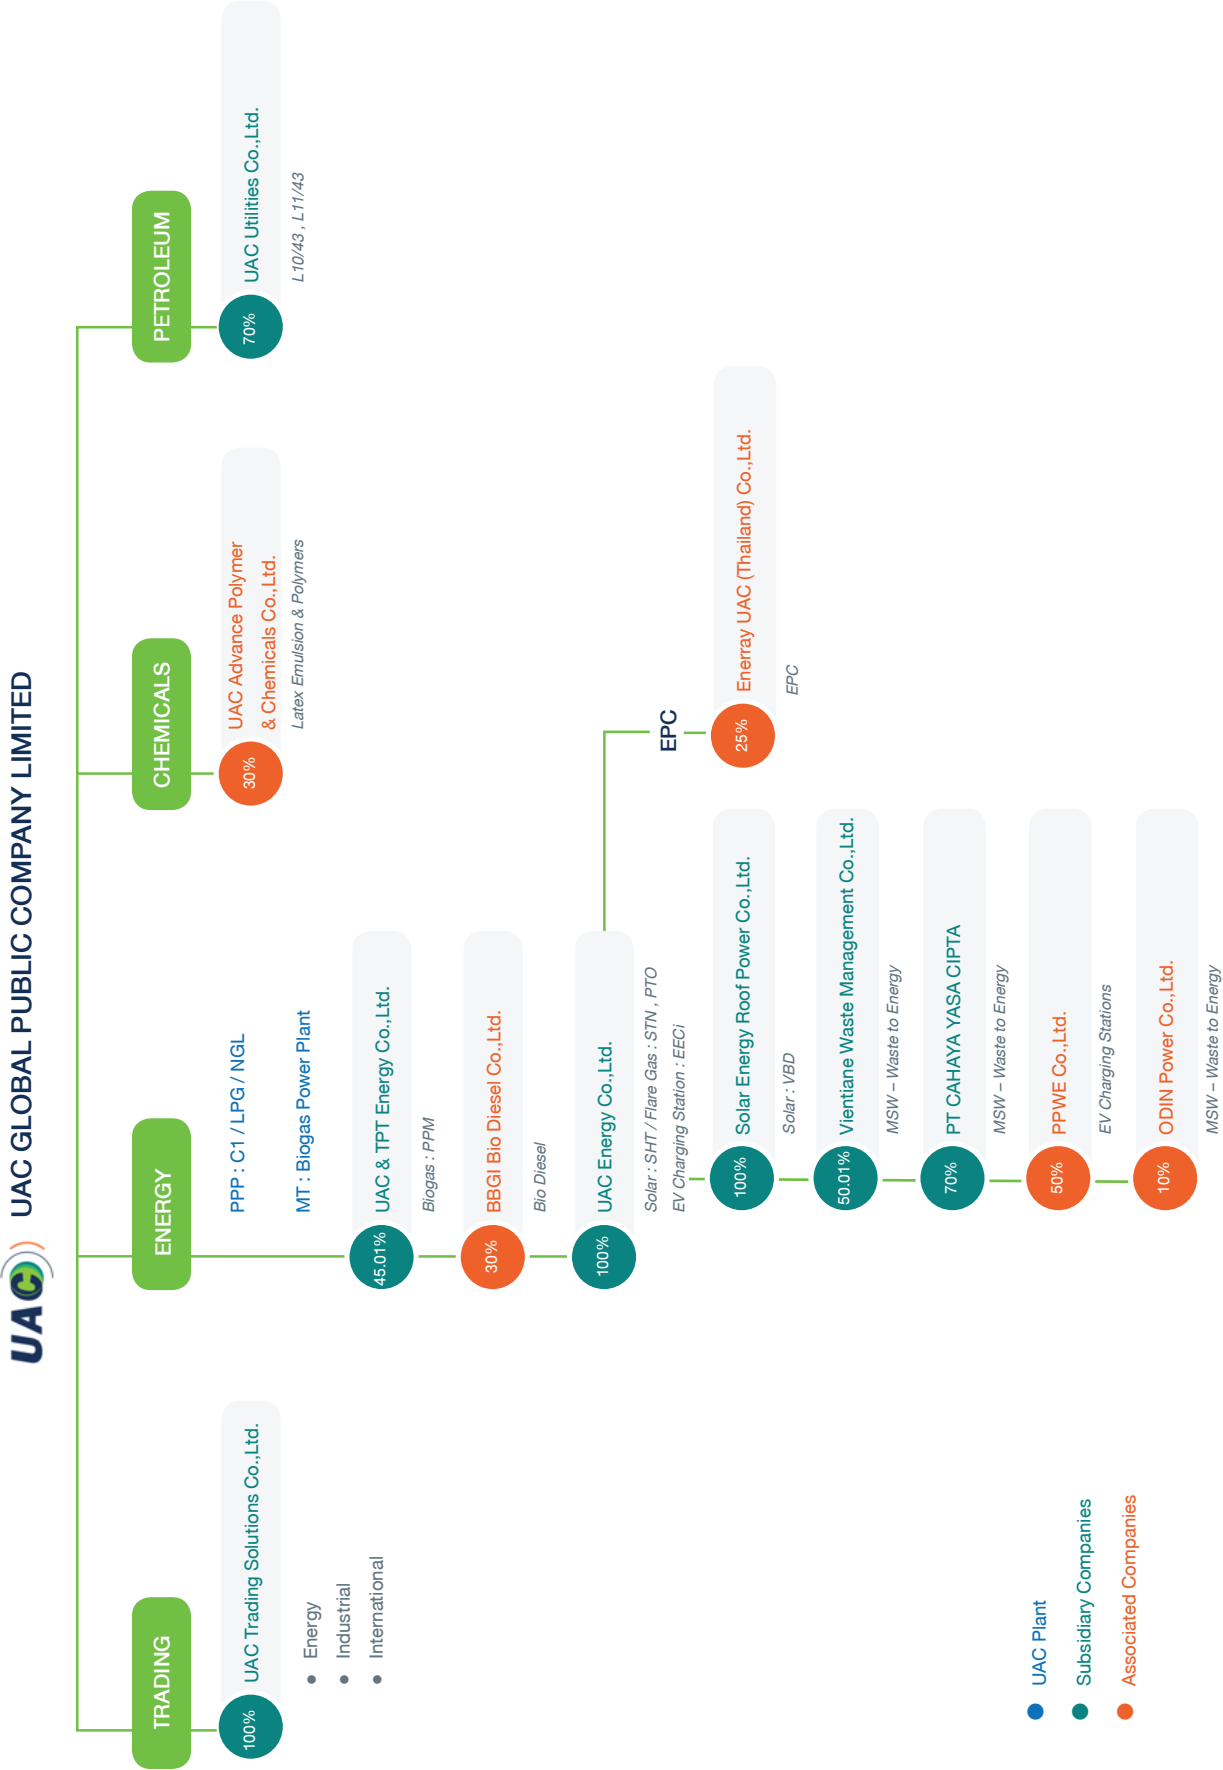 UAC
UAC GLOBAL PUBLIC COMPANY LIMITED
TRADING
100%
UAC Trading Solutions Co.,Ltd.
• Energy
• Industrial
• International
ENERGY
PPP : C1 / LPG / NGL
MT : Biogas Power Plant
45.01%
UAC & TPT Energy Co.,Ltd.
Biogas : PPM
30%
BBGI Bio Diesel Co.,Ltd.
Bio Diesel
100%
UAC Energy Co.,Ltd.
Solar : SHT / Flare Gas : STN , PTO
EV Charging Station : EECi
100%
Solar Energy Roof Power Co.,Ltd.
Solar : VBD
50.01%
Vientiane Waste Management Co.,Ltd.
MSW – Waste to Energy
70%
PT CAHAYA YASA CIPTA
MSW – Waste to Energy
50%
PPWE Co.,Ltd.
EV Charging Stations
10%
ODIN Power Co.,Ltd.
MSW – Waste to Energy
EPC
25%
Enerray UAC (Thailand) Co.,Ltd.
EPC
CHEMICALS
30%
UAC Advance Polymer
& Chemicals Co.,Ltd.
Latex Emulsion & Polymers
PETROLEUM
70%
UAC Utilities Co.,Ltd.
L10/43 , L11/43
UAC Plant
Subsidiary Companies
Associated Companies